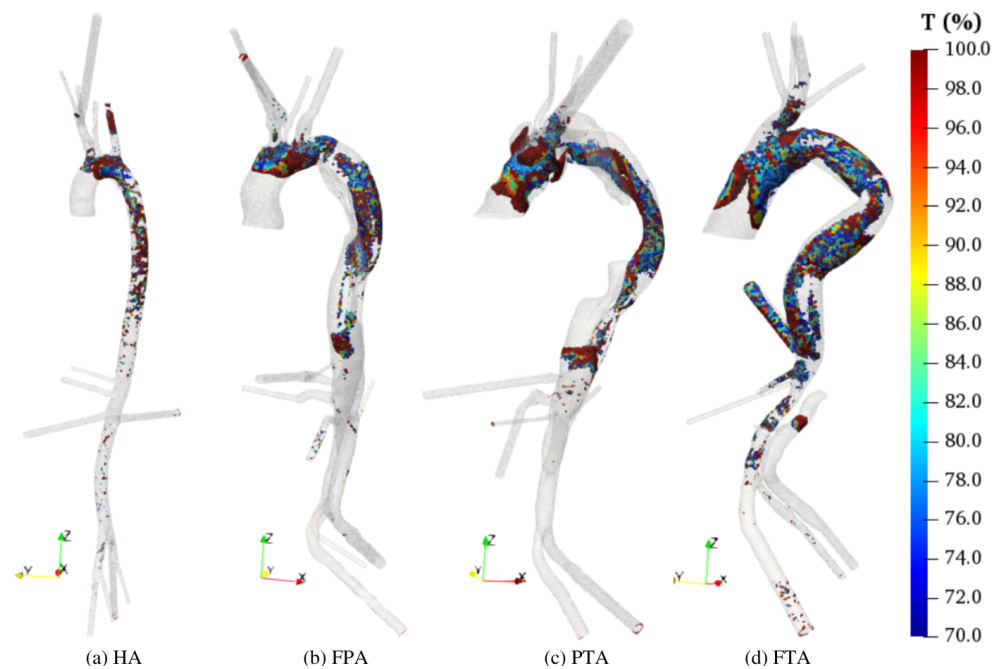 T (%)
100.0
98.0
96.0
94.0
92.0
90.0
88.0
86.0
84.0
82.0
80.0
78.0
76.0
74.0
72.0
70.0
Z
Y
X
Z
Y
X
Z
Y
X
Z
Y
X
(a) HA
(b) FPA
(c) PTA
(d) FTA